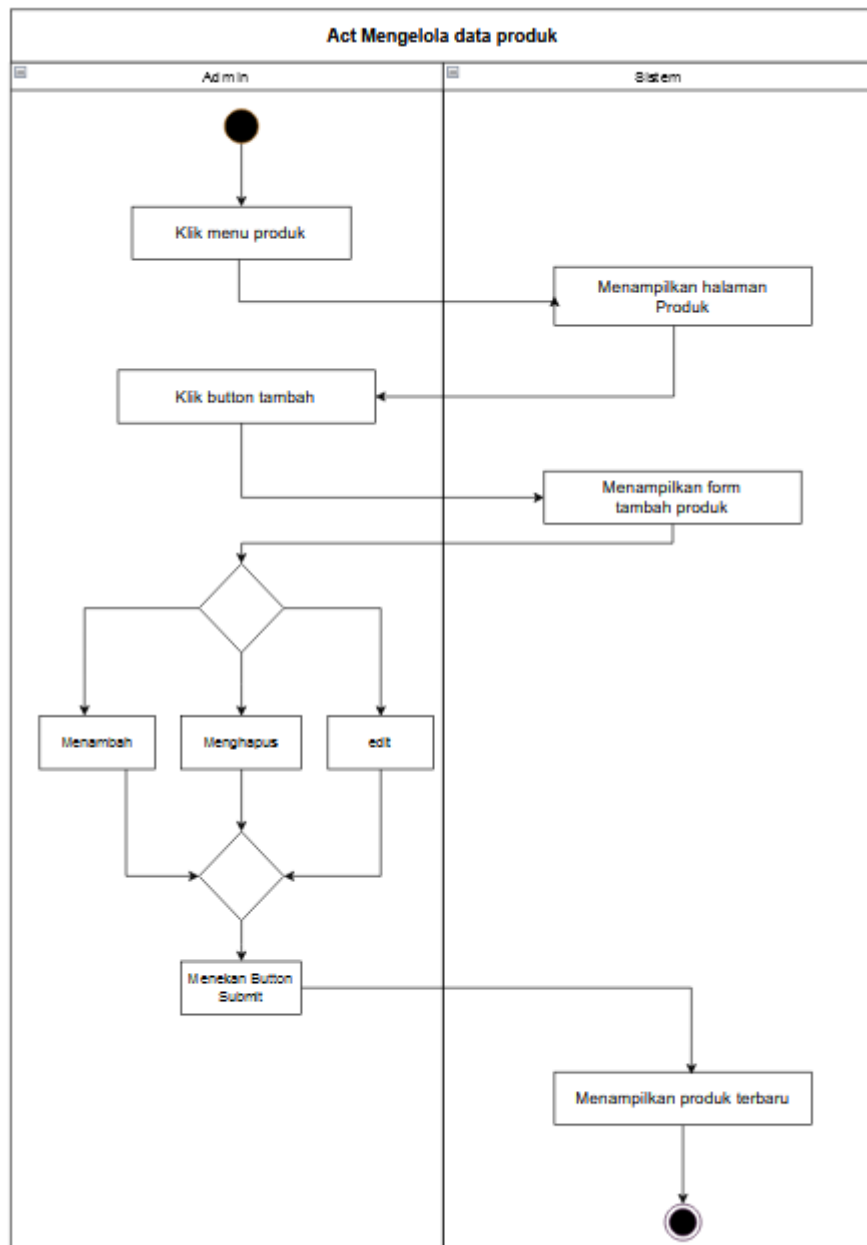 Act Mengelola data produk
Admin
Sistem
Klik menu produk
Menampilkan halaman
Produk
Klik button tambah
Menampilkan form
tambah produk
Menambah
Menghapus
edit
Menekan Button
Submit
Menampilkan produk terbaru